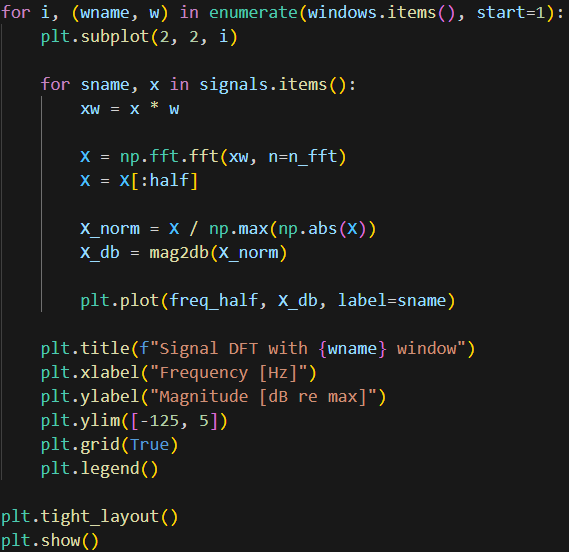 for i, (wname, w) in enumerate(windows.items(), start=1):
    plt.subplot(2, 2, i)

    for sname, x in signals.items():
        xw = x * w

        X = np.fft.fft(xw, n=n_fft)
        X = X[:half]

        X_norm = X / np.max(np.abs(X))
        X_db = mag2db(X_norm)

        plt.plot(freq_half, X_db, label=sname)

    plt.title(f"Signal DFT with {wname} window")
    plt.xlabel("Frequency [Hz]")
    plt.ylabel("Magnitude [dB re max]")
    plt.ylim([-125, 5])
    plt.grid(True)
    plt.legend()

plt.tight_layout()
plt.show()